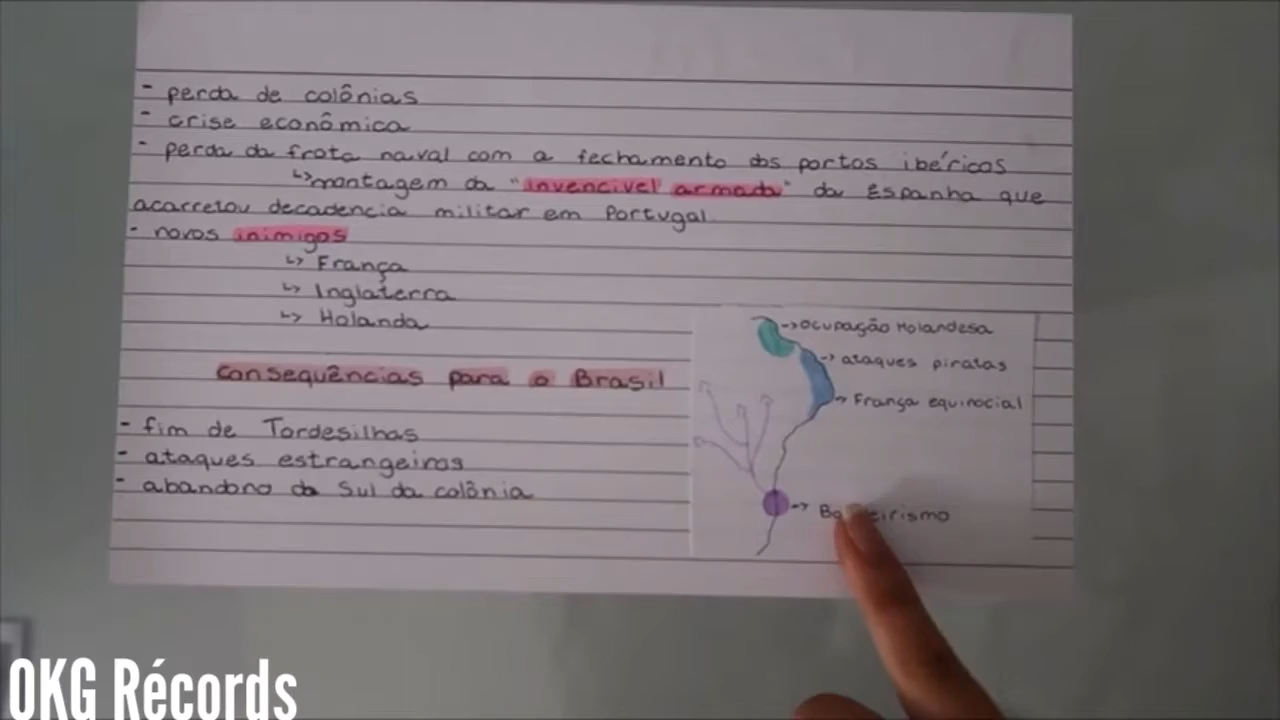 - perda de colônias
- crise econômica
- perda da frota naval com a fechamento dos portos ibéricos
↳ montagem da "invencível armada" da Espanha que
acarretou decadencia militar em Portugal
- novos inimigos
↳ França
↳ Inglaterra
↳ Holanda
consequências para o Brasil
- fim de Tordesilhas
- ataques estrangeiros
- abandono do Sul da colônia
-> ocupação Holandesa
-> ataques piratas
-> França equinocial
->
OKG Récords